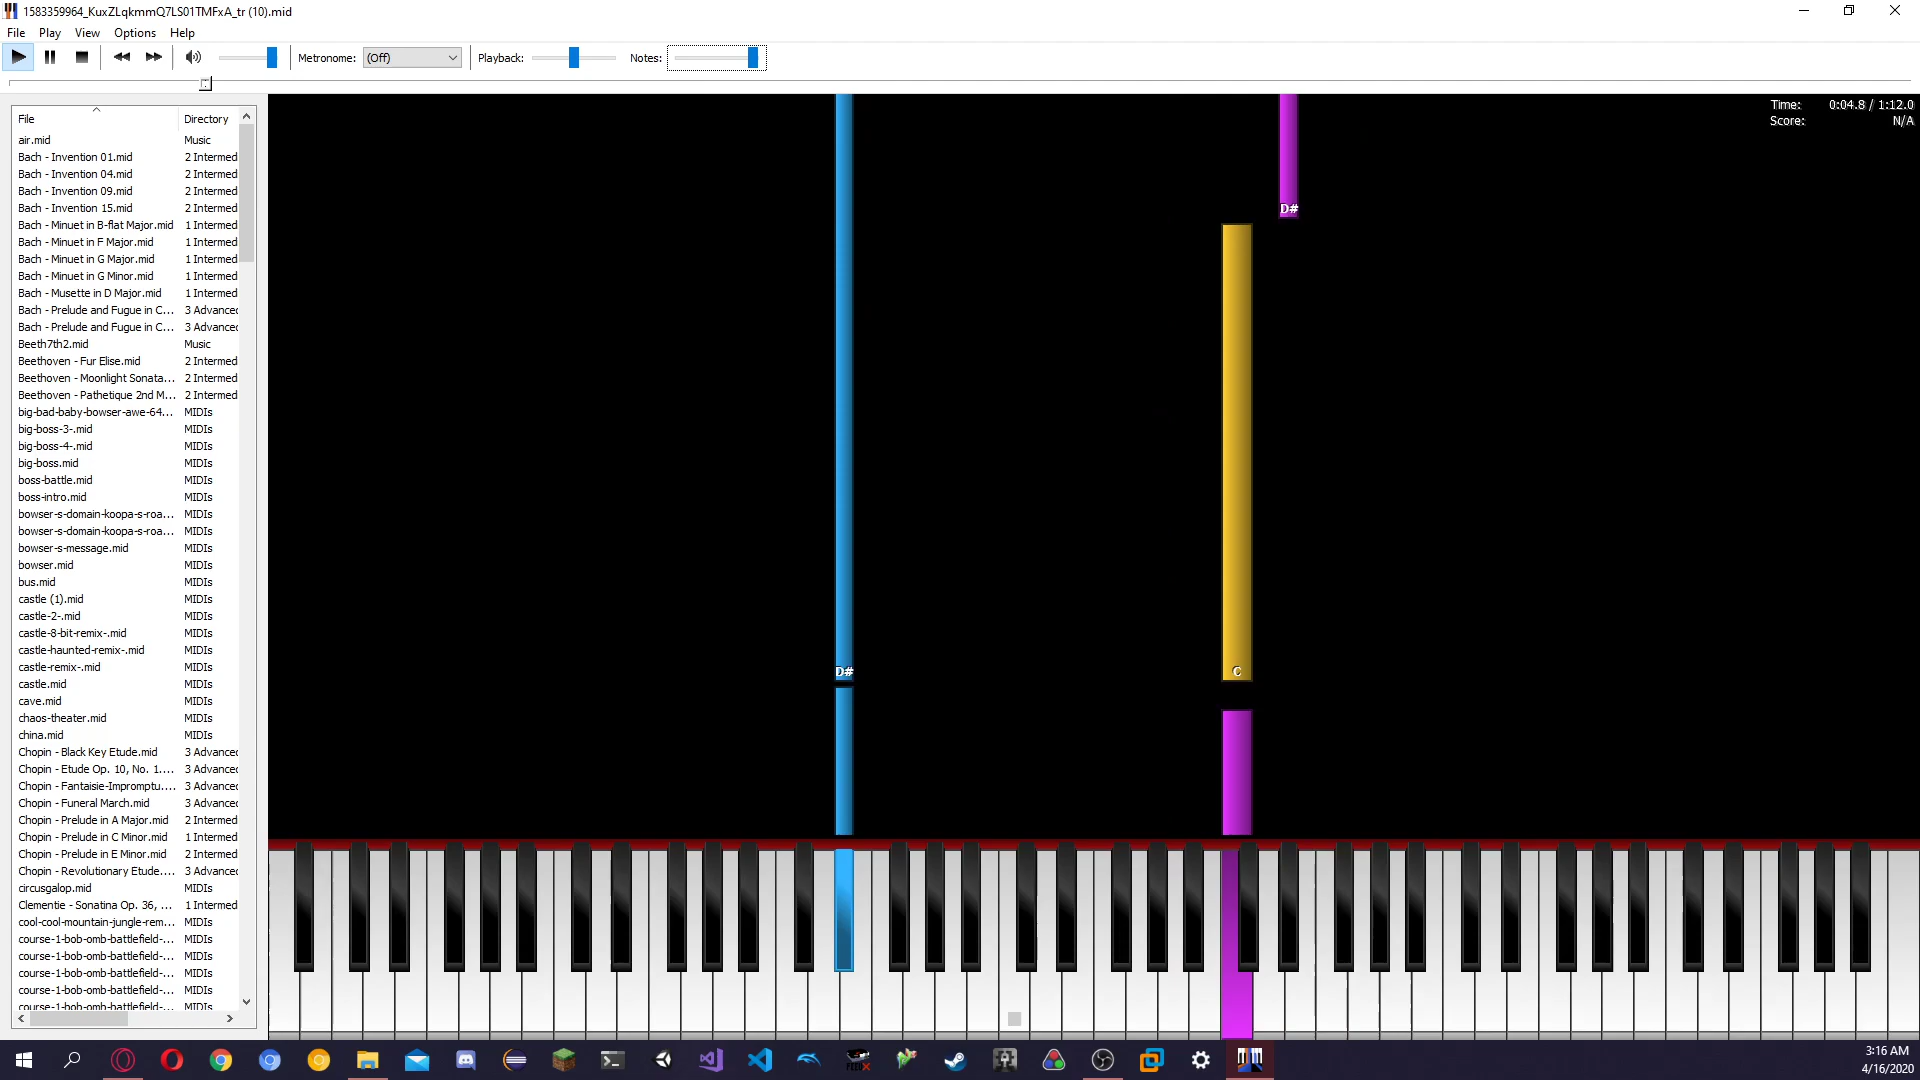 1583359964_KuxZLqkmmQ7LS01TMFxA_tr (10).mid
File Play View Options Help
Metronome: (Off) Playback: Notes:
File Directory
air.mid Music
Bach - Invention 01.mid 2 Intermed
Bach - Invention 04.mid 2 Intermed
Bach - Invention 09.mid 2 Intermed
Bach - Invention 15.mid 2 Intermed
Bach - Minuet in B-flat Major.mid 1 Intermed
Bach - Minuet in F Major.mid 1 Intermed
Bach - Minuet in G Major.mid 1 Intermed
Bach - Minuet in G Minor.mid 1 Intermed
Bach - Musette in D Major.mid 1 Intermed
Bach - Prelude and Fugue in C... 3 Advanced
Bach - Prelude and Fugue in C... 3 Advanced
Beeth7th2.mid Music
Beethoven - Fur Elise.mid 2 Intermed
Beethoven - Moonlight Sonata... 2 Intermed
Beethoven - Pathetique 2nd M... 2 Intermed
big-bad-baby-bowser-awe-64... MIDIs
big-boss-3-.mid MIDIs
big-boss-4-.mid MIDIs
big-boss.mid MIDIs
boss-battle.mid MIDIs
boss-intro.mid MIDIs
bowser-s-domain-koopa-s-roa... MIDIs
bowser-s-domain-koopa-s-roa... MIDIs
bowser-s-message.mid MIDIs
bowser.mid MIDIs
bus.mid MIDIs
castle (1).mid MIDIs
castle-2-.mid MIDIs
castle-8-bit-remix-.mid MIDIs
castle-haunted-remix-.mid MIDIs
castle-remix-.mid MIDIs
castle.mid MIDIs
cave.mid MIDIs
chaos-theater.mid MIDIs
china.mid MIDIs
Chopin - Black Key Etude.mid 3 Advanced
Chopin - Etude Op. 10, No. 1.... 3 Advanced
Chopin - Fantaisie-Impromptu.... 3 Advanced
Chopin - Funeral March.mid 3 Advanced
Chopin - Prelude in A Major.mid 2 Intermed
Chopin - Prelude in C Minor.mid 1 Intermed
Chopin - Prelude in E Minor.mid 2 Intermed
Chopin - Revolutionary Etude.... 3 Advanced
circusgalop.mid MIDIs
Clementie - Sonatina Op. 36, ... 1 Intermed
cool-cool-mountain-jungle-rem... MIDIs
course-1-bob-omb-battlefield-... MIDIs
course-1-bob-omb-battlefield-... MIDIs
course-1-bob-omb-battlefield-... MIDIs
course-1-bob-omb-battlefield-... MIDIs
course-1-bob-omb-battlefield-... MIDIs
Time: 0:04.8 / 1:12.0
Score: N/A
D#
D#
C
3:16 AM
4/16/2020